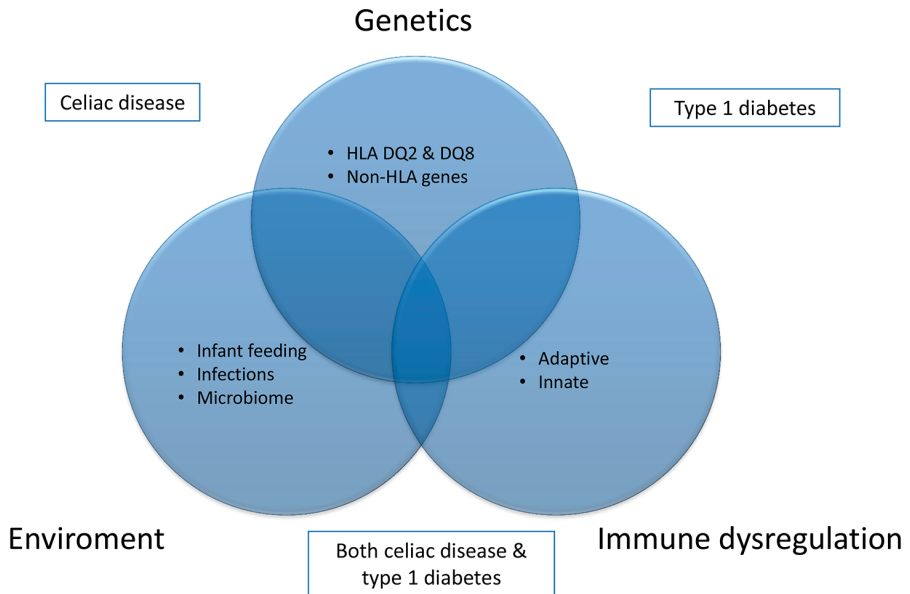 Genetics
Celiac disease
Type 1 diabetes
• HLA DQ2 & DQ8
• Non-HLA genes
• Infant feeding
• Infections
• Microbiome
• Adaptive
• Innate
Enviroment
Both celiac disease &
type 1 diabetes
Immune dysregulation